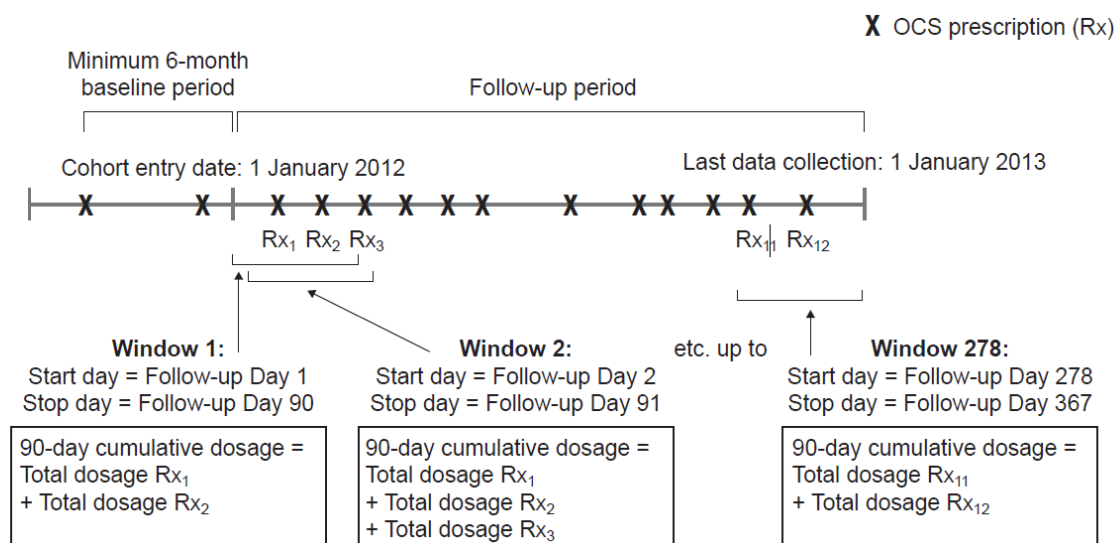 X OCS prescription (Rx)
Minimum 6-month
baseline period
Follow-up period
Cohort entry date: 1 January 2012
Last data collection: 1 January 2013
X X X X X X X X X X X X X X
Rx₁ Rx₂ Rx₃ Rx₁₁ Rx₁₂
Window 1:
Start day = Follow-up Day 1
Stop day = Follow-up Day 90
90-day cumulative dosage =
Total dosage Rx₁
+ Total dosage Rx₂
Window 2:
Start day = Follow-up Day 2
Stop day = Follow-up Day 91
90-day cumulative dosage =
Total dosage Rx₁
+ Total dosage Rx₂
+ Total dosage Rx₃
etc. up to
Window 278:
Start day = Follow-up Day 278
Stop day = Follow-up Day 367
90-day cumulative dosage =
Total dosage Rx₁₁
+ Total dosage Rx₁₂